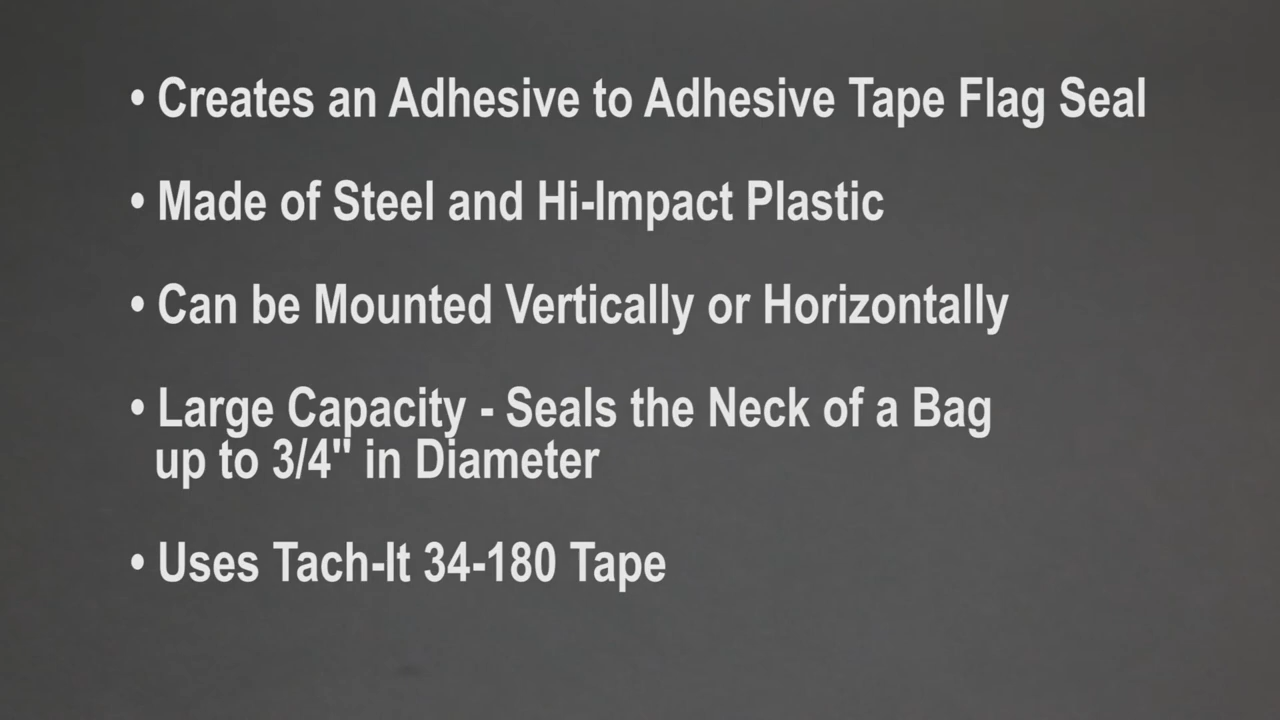 • Creates an Adhesive to Adhesive Tape Flag Seal
• Made of Steel and Hi-Impact Plastic
• Can be Mounted Vertically or Horizontally
• Large Capacity - Seals the Neck of a Bag
up to 3/4" in Diameter
• Uses Tach-It 34-180 Tape